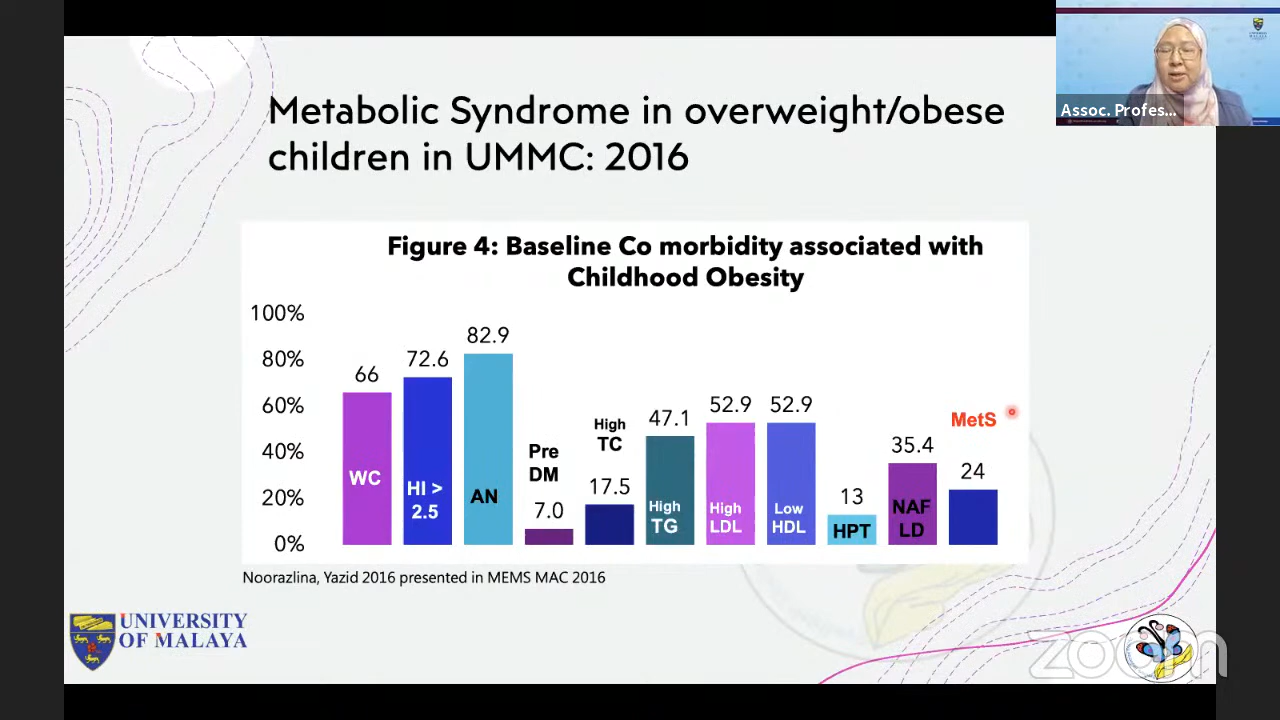 Assoc. Profes...
Metabolic Syndrome in overweight/obese
children in UMMC: 2016
Figure 4: Baseline Co morbidity associated with
Childhood Obesity
100%
80%
60%
40%
20%
0%
66
WC
72.6
HI >
2.5
82.9
AN
Pre
DM
7.0
High
TC
17.5
47.1
High
TG
52.9
High
LDL
52.9
Low
HDL
13
HPT
35.4
NAF
LD
MetS
24
Noorazlina, Yazid 2016 presented in MEMS MAC 2016
UNIVERSITY
OF MALAYA
zoom